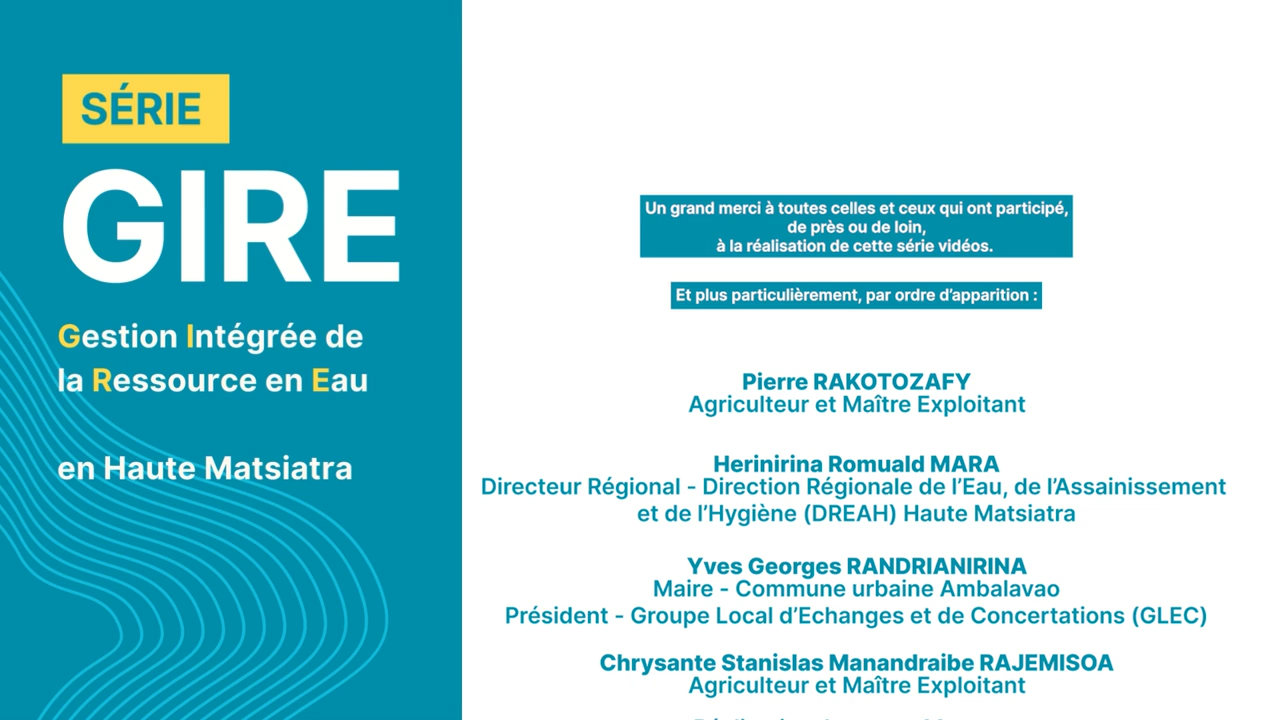 SÉRIE
GIRE
Gestion Intégrée de
la Ressource en Eau
en Haute Matsiatra
Un grand merci à toutes celles et ceux qui ont participé,
de près ou de loin,
à la réalisation de cette série vidéos.
Et plus particulièrement, par ordre d’apparition :
Pierre RAKOTOZAFY
Agriculteur et Maître Exploitant
Herinirina Romuald MARA
Directeur Régional - Direction Régionale de l’Eau, de l’Assainissement
et de l’Hygiène (DREAH) Haute Matsiatra
Yves Georges RANDRIANIRINA
Maire - Commune urbaine Ambalavao
Président - Groupe Local d’Echanges et de Concertations (GLEC)
Chrysante Stanislas Manandraibe RAJEMISOA
Agriculteur et Maître Exploitant